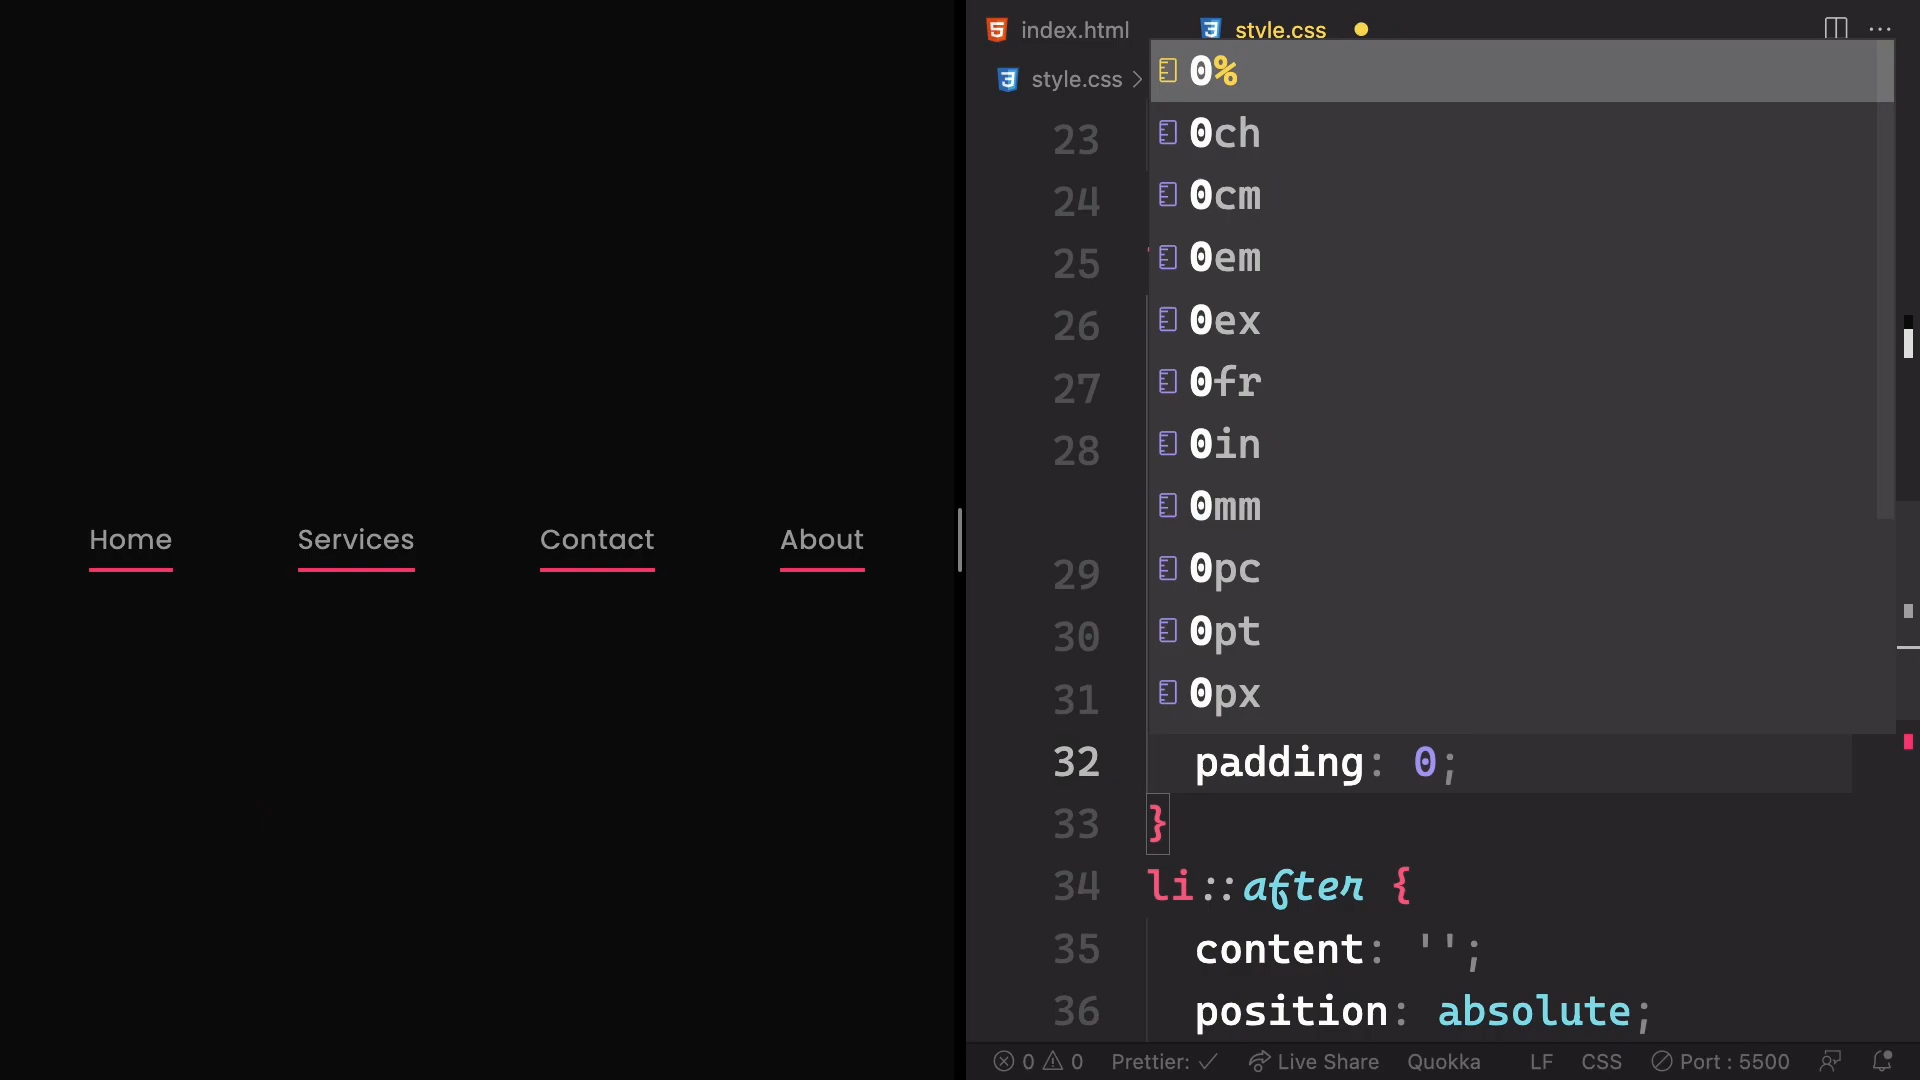 Home Services Contact About
index.html style.css
style.css
23
24
25
26
27
28
29
30
31
0%
0ch
0cm
0em
0ex
0fr
0in
0mm
0pc
0pt
0px
32 padding: 0;
33 }
34 li::after {
35 content: '';
36 position: absolute;
0 0 Prettier: ✓ Live Share Quokka LF CSS Port : 5500